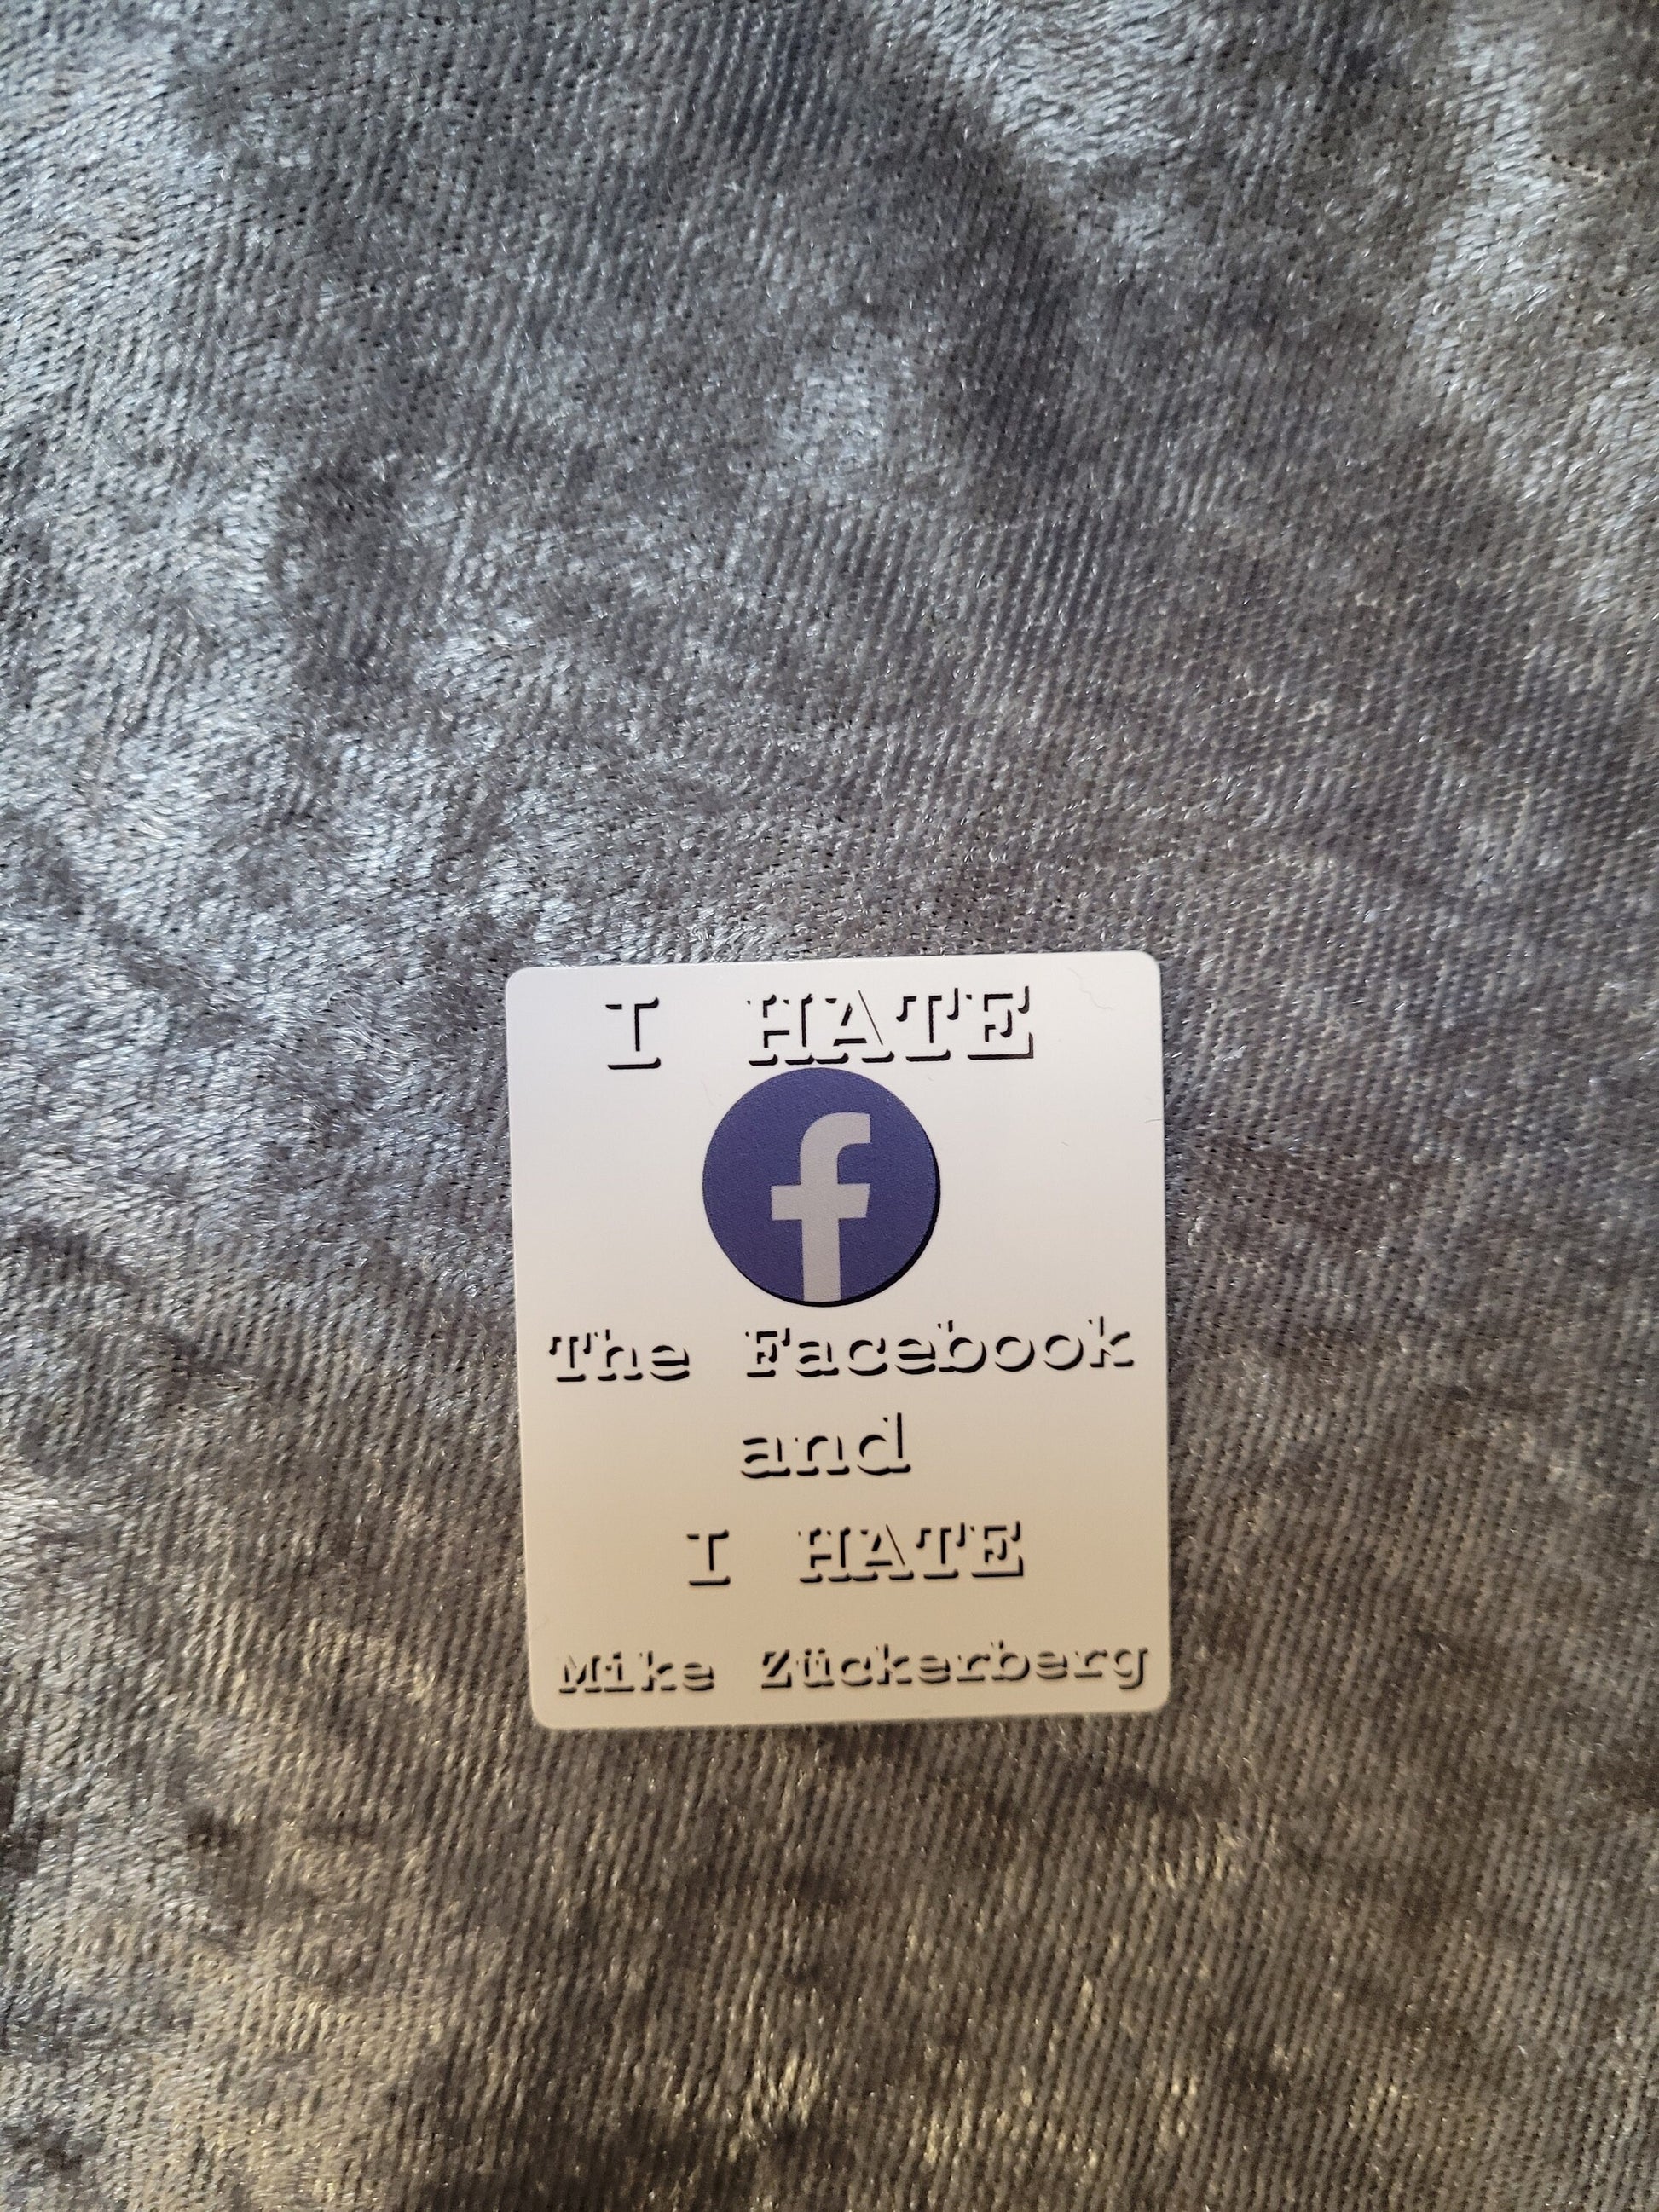 I HATE
f
The Facebook
and
I HATE
Mike Zückerberg